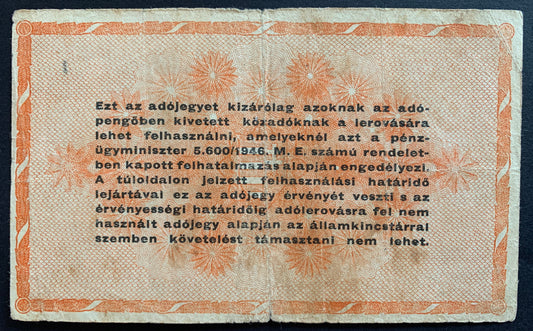 Ezt az adójegyet kizárólag azoknak az adó-
pengöben kivetett közadóknak a lerovására
lehet felhasználni, amelyeknél azt a pénz-
ügyminiszter 5.600/1946. M. E. számú rendelet-
ben kapott felhatalmazás alapján engedélyezi.
A túloldalon jelzett felhasználási határidő
lejártával ez az adójegy érvényét veszti s az
érvényességi határidőig adólerovásra fel nem
használt adójegy alapján az államkincstárral
szemben követelést támasztani nem lehet.